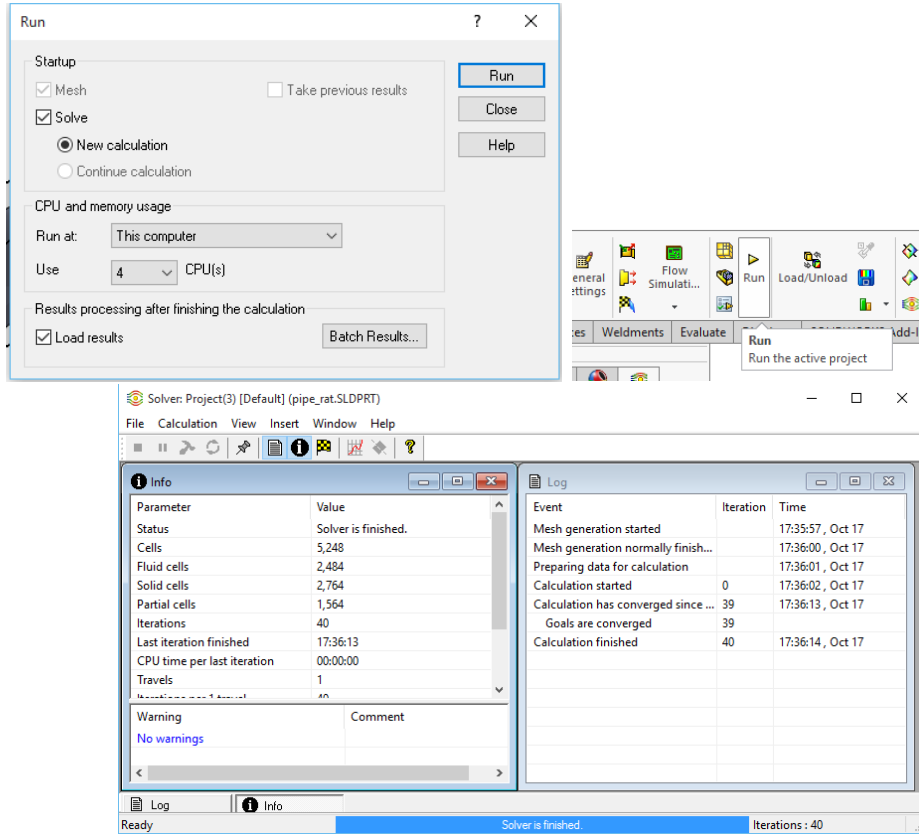 Run
?
Startup
Mesh
Take previous results
Solve
New calculation
Continue calculation
Run
Close
Help
CPU and memory usage
Run at: This computer
Use 4 CPU(s)
Results processing after finishing the calculation
Load results
Batch Results...
eneral
ettings
Flow
Simulati...
Run
Load/Unload
es Weldments Evaluate
Add-I
Run
Run the active project
Solver: Project(3) [Default] (pipe_rat.SLDPRT)
File Calculation View Insert Window Help
Info
Parameter Value
Status Solver is finished.
Cells 5,248
Fluid cells 2,484
Solid cells 2,764
Partial cells 1,564
Iterations 40
Last iteration finished 17:36:13
CPU time per last iteration 00:00:00
Travels 1
Iterations per 1 travel 40
Warning Comment
No warnings
Log
Event Iteration Time
Mesh generation started 17:35:57 , Oct 17
Mesh generation normally finish... 17:36:00 , Oct 17
Preparing data for calculation 17:36:01 , Oct 17
Calculation started 0 17:36:02 , Oct 17
Calculation has converged since ... 39 17:36:13 , Oct 17
Goals are converged 39
Calculation finished 40 17:36:14 , Oct 17
Log Info
Ready Solver is finished. Iterations : 40